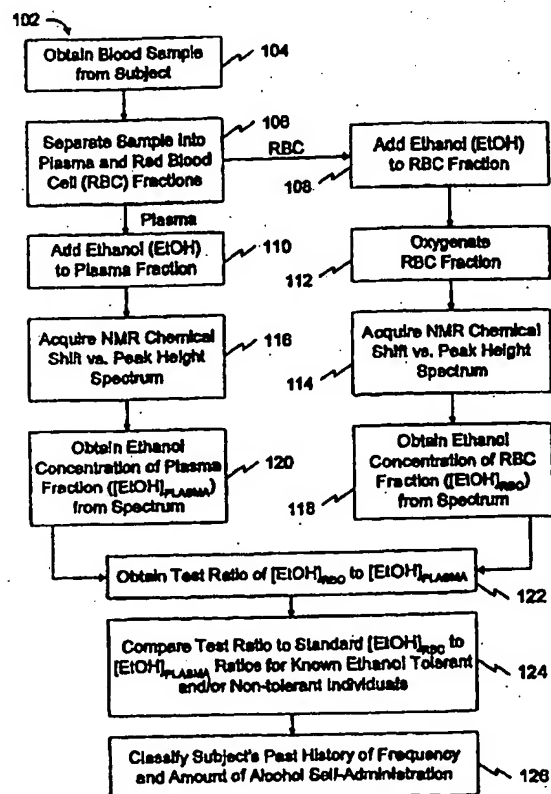 102
Obtain Blood Sample
from Subject
104
Separate Sample into
Plasma and Red Blood
Cell (RBC) Fractions
106
RBC
Add Ethanol (EtOH)
to RBC Fraction
108
Plasma
Add Ethanol (EtOH)
to Plasma Fraction
110
Oxygenate
RBC Fraction
112
Acquire NMR Chemical
Shift vs. Peak Height
Spectrum
116
Acquire NMR Chemical
Shift vs. Peak Height
Spectrum
114
Obtain Ethanol
Concentration of Plasma
Fraction ([EtOH]PLASMA)
from Spectrum
120
Obtain Ethanol
Concentration of RBC
Fraction ([EtOH]RBC)
from Spectrum
118
Obtain Test Ratio of [EtOH]RBC to [EtOH]PLASMA
122
Compare Test Ratio to Standard [EtOH]RBC to
[EtOH]PLASMA Ratios for Known Ethanol Tolerant
and/or Non-tolerant Individuals
124
Classify Subject's Past History of Frequency
and Amount of Alcohol Self-Administration
126